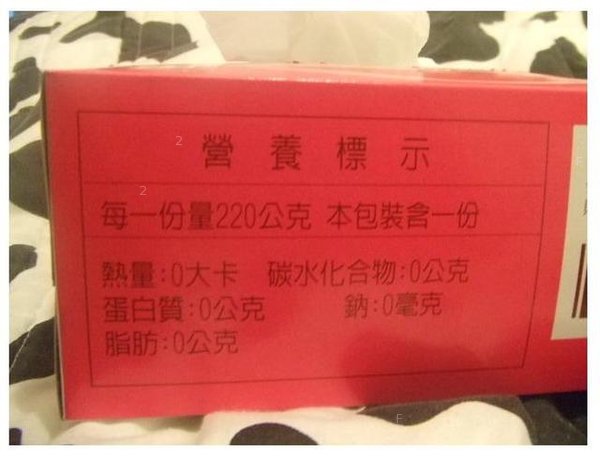 營養標示
每一份量220公克 本包裝含一份
熱量:0大卡 碳水化合物:0公克
蛋白質:0公克 鈉:0毫克
脂肪:0公克